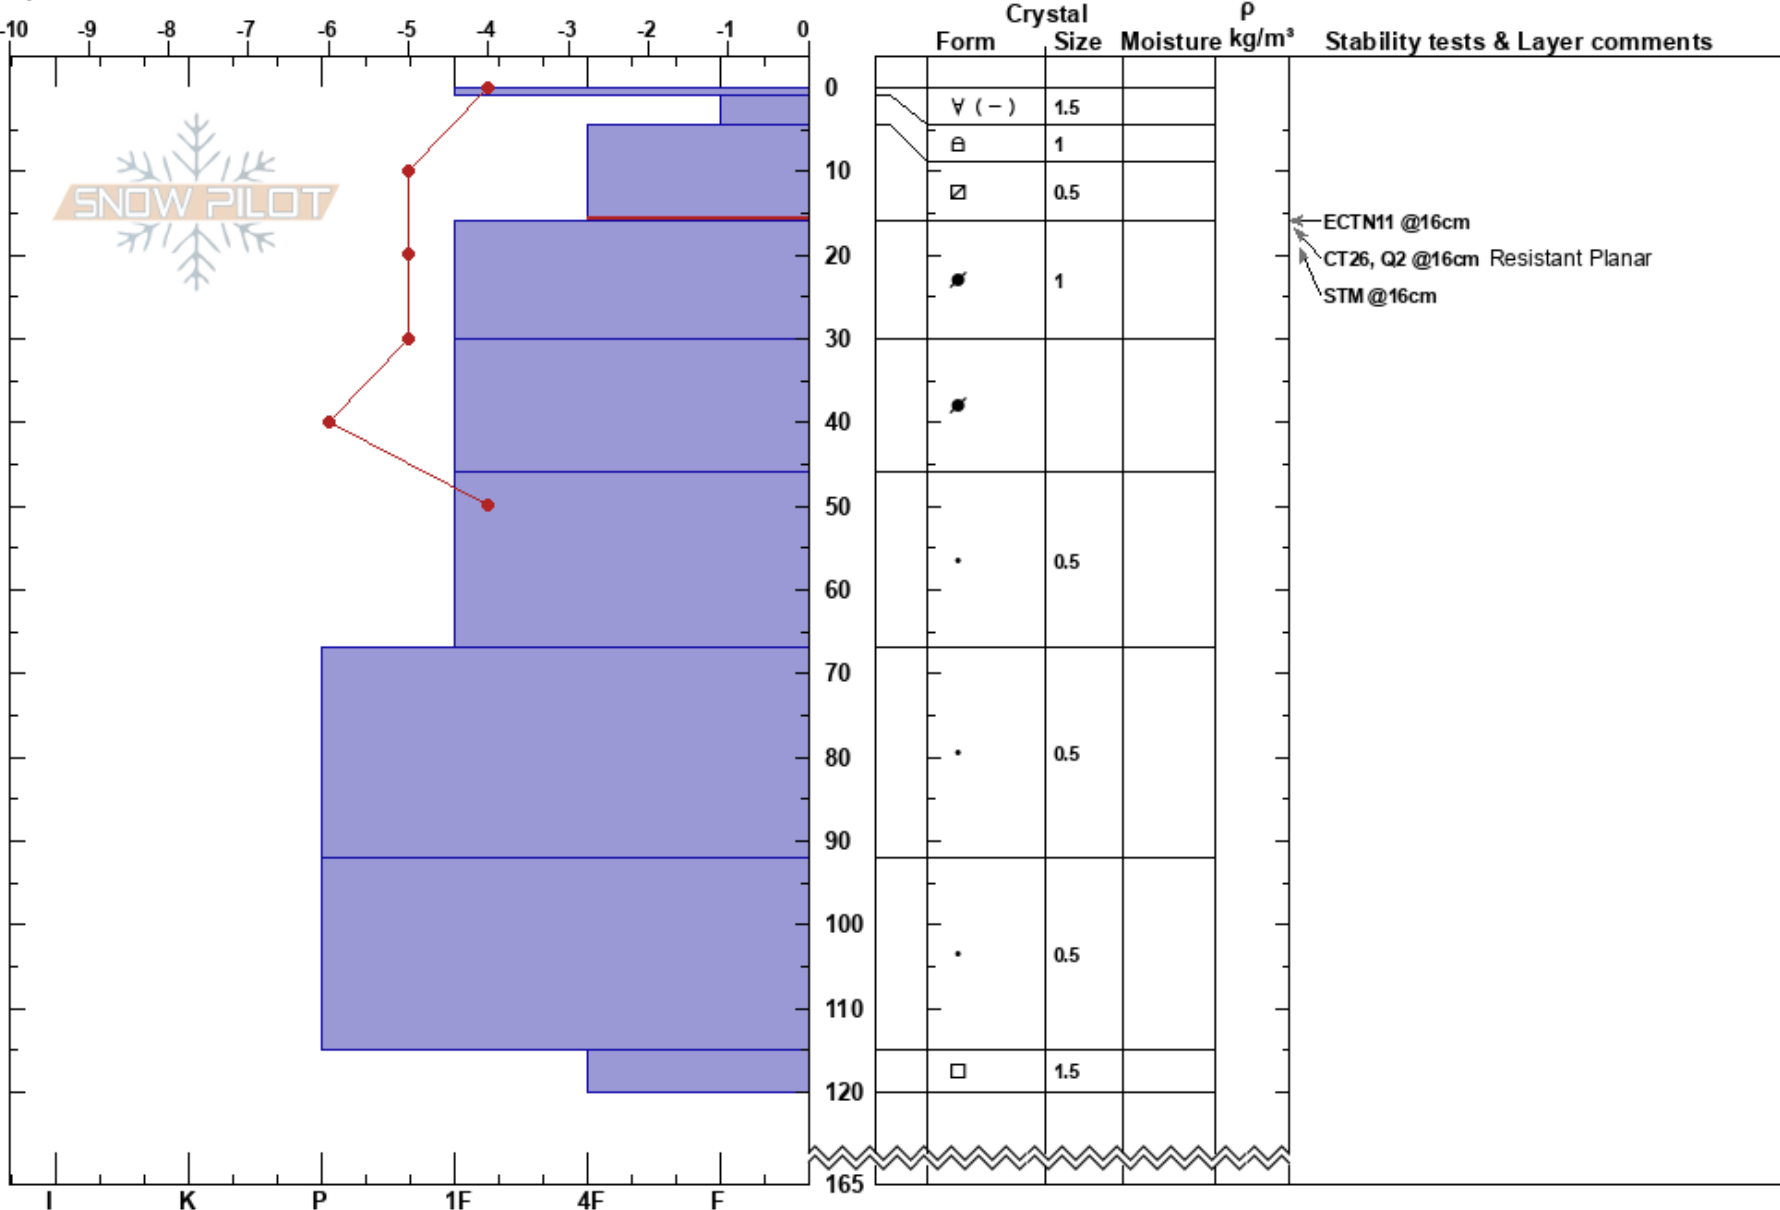 Crystal ρ
-10 -9 -8 -7 -6 -5 -4 -3 -2 -1 0
Form Size Moisture kg/m³ Stability tests & Layer comments
0
∀ (−) 1.5
1
10
0.5
SNOW PILOT
ECTN11 @16cm
20
CT26, Q2 @16cm Resistant Planar
1
STM @16cm
30
40
50
0.5
60
70
0.5
80
90
100
0.5
110
1.5
120
165
I K P 1F 4F F